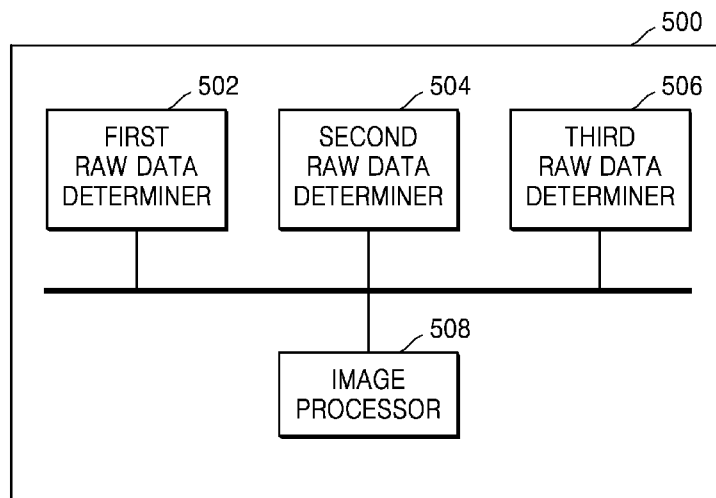 500
502
FIRST
RAW DATA
DETERMINER
504
SECOND
RAW DATA
DETERMINER
506
THIRD
RAW DATA
DETERMINER
508
IMAGE
PROCESSOR